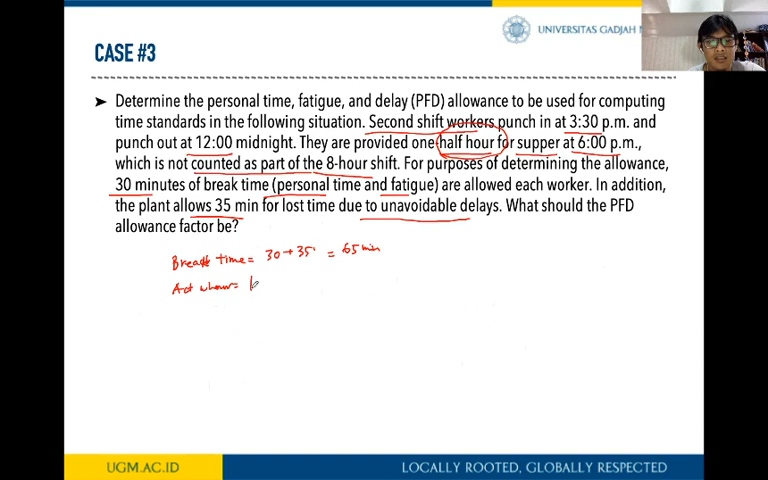 UNIVERSITAS GADJAH
CASE #3
➤ Determine the personal time, fatigue, and delay (PFD) allowance to be used for computing
time standards in the following situation. Second shift workers punch in at 3:30 p.m. and
punch out at 12:00 midnight. They are provided one half hour for supper at 6:00 p.m.,
which is not counted as part of the 8-hour shift. For purposes of determining the allowance,
30 minutes of break time (personal time and fatigue) are allowed each worker. In addition,
the plant allows 35 min for lost time due to unavoidable delays. What should the PFD
allowance factor be?
Break time = 30 + 35 = 65 min
Act =
UGM.AC.ID
LOCALLY ROOTED, GLOBALLY RESPECTED